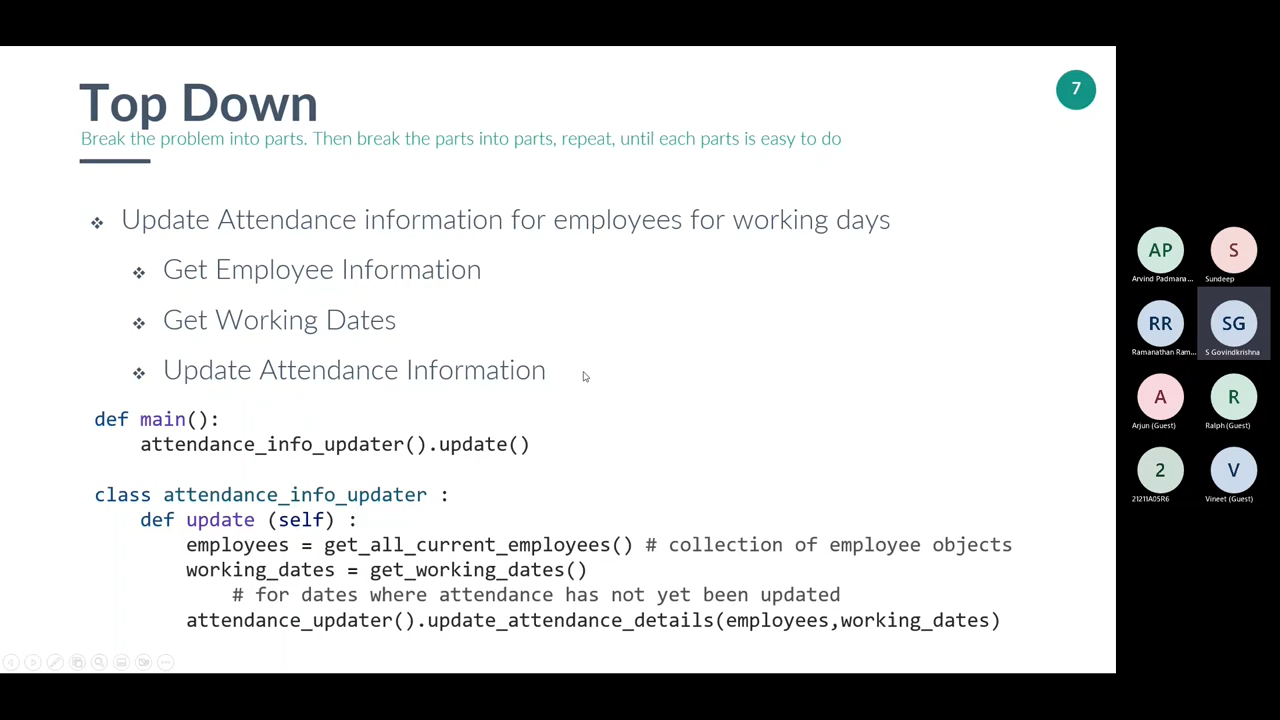 Top Down
7
Break the problem into parts. Then break the parts into parts, repeat, until each parts is easy to do
❖ Update Attendance information for employees for working days
❖ Get Employee Information
❖ Get Working Dates
❖ Update Attendance Information
def main():
attendance_info_updater().update()
class attendance_info_updater :
def update (self) :
employees = get_all_current_employees() # collection of employee objects
working_dates = get_working_dates()
# for dates where attendance has not yet been updated
attendance_updater().update_attendance_details(employees,working_dates)
AP
S
Arvind Padmana...
Sundeep
RR
SG
Ramanathan Ram...
S Govindkrishna
A
R
Arjun (Guest)
Ralph (Guest)
2
V
21211A05R6
Vineet (Guest)